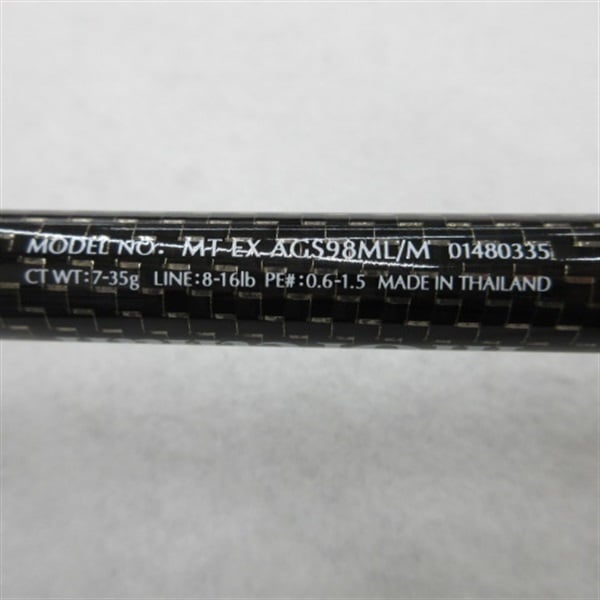 MODEL NO. MT EX AGS98ML/M 01480335
CT WT:7-35g LINE:8-16lb PE#:0.6-1.5 MADE IN THAILAND